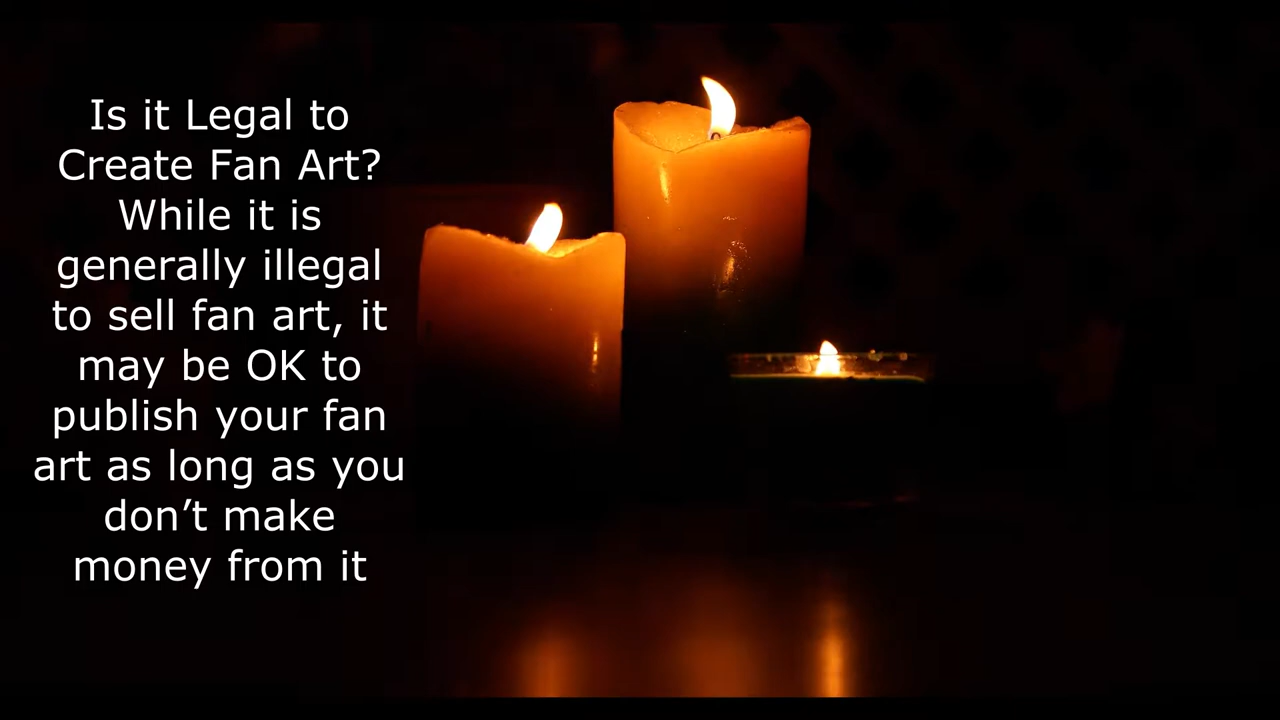 Is it Legal to
Create Fan Art?
While it is
generally illegal
to sell fan art, it
may be OK to
publish your fan
art as long as you
don’t make
money from it